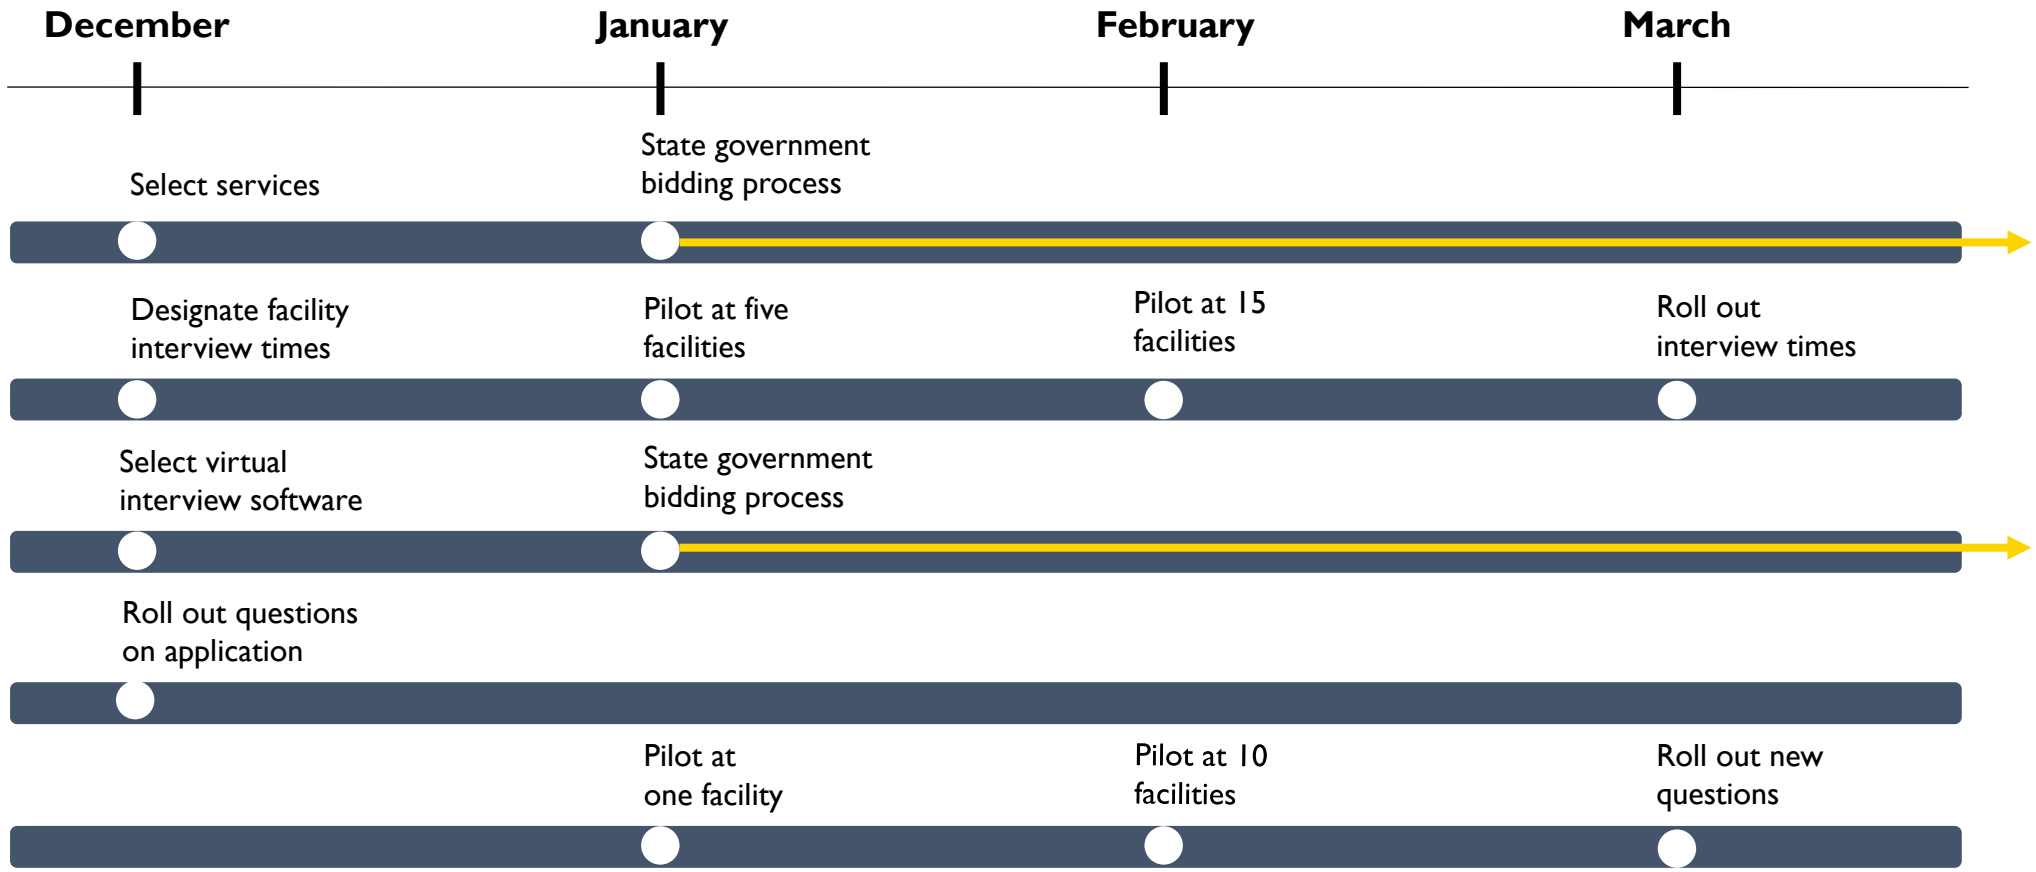 December
January
February
March
Select services
State government
bidding process
Designate facility
interview times
Pilot at five
facilities
Pilot at 15
facilities
Roll out
interview times
Select virtual
interview software
State government
bidding process
Roll out questions
on application
Pilot at
one facility
Pilot at 10
facilities
Roll out new
questions